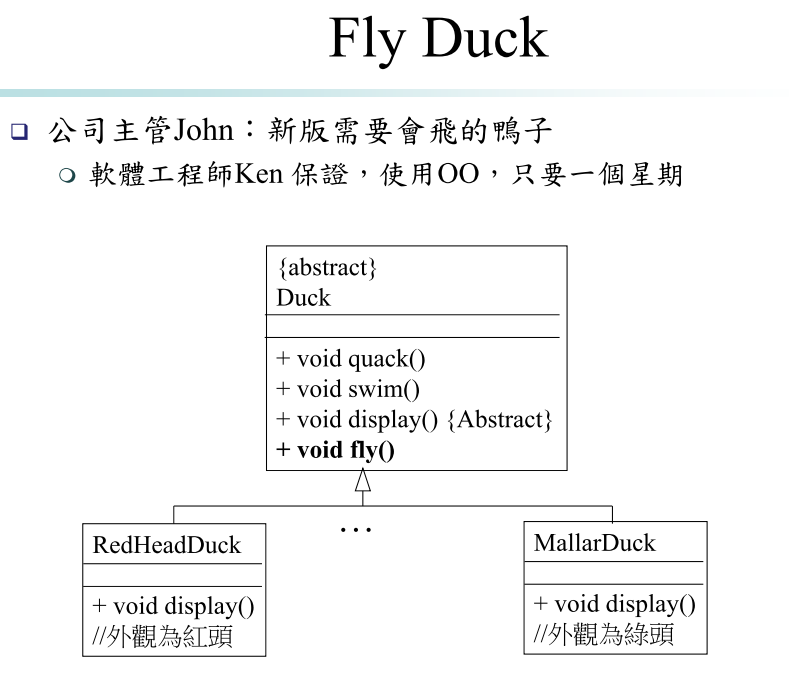 Fly Duck
公司主管John：新版需要會飛的鴨子
軟體工程師Ken 保證，使用OO，只要一個星期
{abstract}
Duck
+ void quack()
+ void swim()
+ void display() {Abstract}
+ void fly()
…
RedHeadDuck
+ void display()
//外觀為紅頭
MallarDuck
+ void display()
//外觀為綠頭